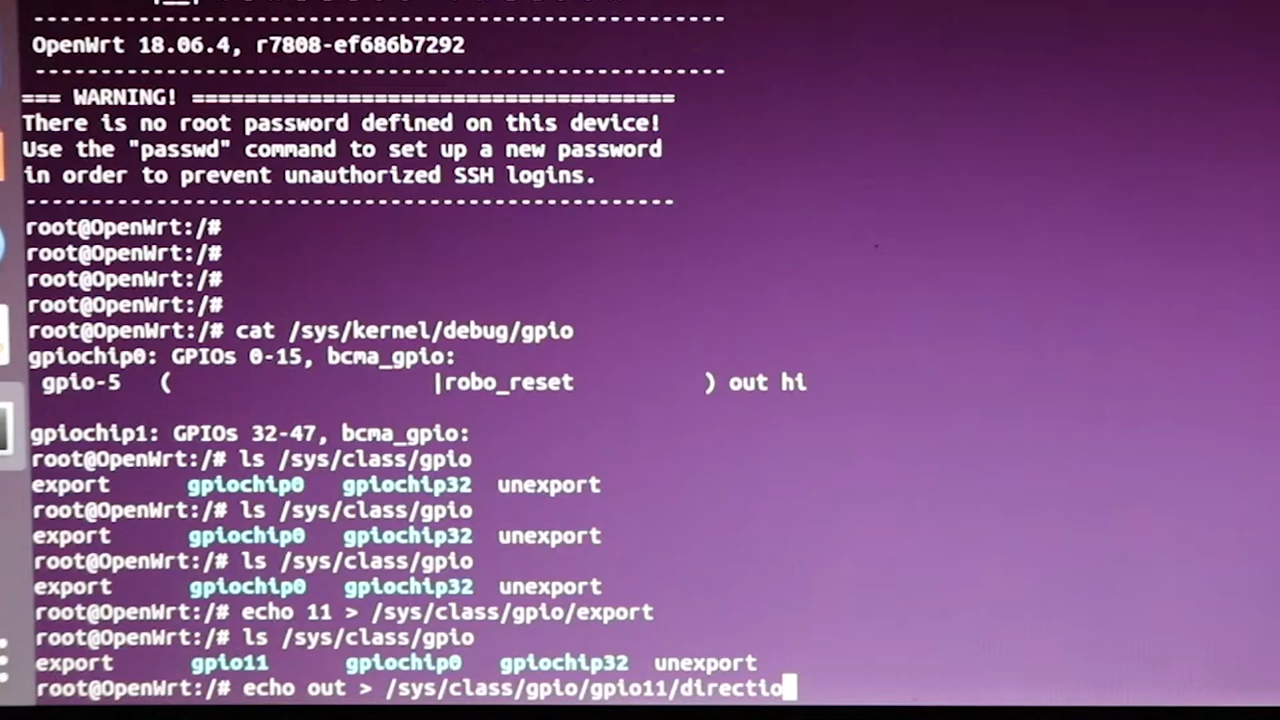 -----------------------------------------------------
OpenWrt 18.06.4, r7808-ef686b7292
-----------------------------------------------------
=== WARNING! =====================================
There is no root password defined on this device!
Use the "passwd" command to set up a new password
in order to prevent unauthorized SSH logins.
--------------------------------------------------
root@OpenWrt:/#
root@OpenWrt:/#
root@OpenWrt:/#
root@OpenWrt:/#
root@OpenWrt:/# cat /sys/kernel/debug/gpio
gpiochip0: GPIOs 0-15, bcma_gpio:
gpio-5 ( |robo_reset ) out hi
gpiochip1: GPIOs 32-47, bcma_gpio:
root@OpenWrt:/# ls /sys/class/gpio
export gpiochip0 gpiochip32 unexport
root@OpenWrt:/# ls /sys/class/gpio
export gpiochip0 gpiochip32 unexport
root@OpenWrt:/# ls /sys/class/gpio
export gpiochip0 gpiochip32 unexport
root@OpenWrt:/# echo 11 > /sys/class/gpio/export
root@OpenWrt:/# ls /sys/class/gpio
export gpio11 gpiochip0 gpiochip32 unexport
root@OpenWrt:/# echo out > /sys/class/gpio/gpio11/directio